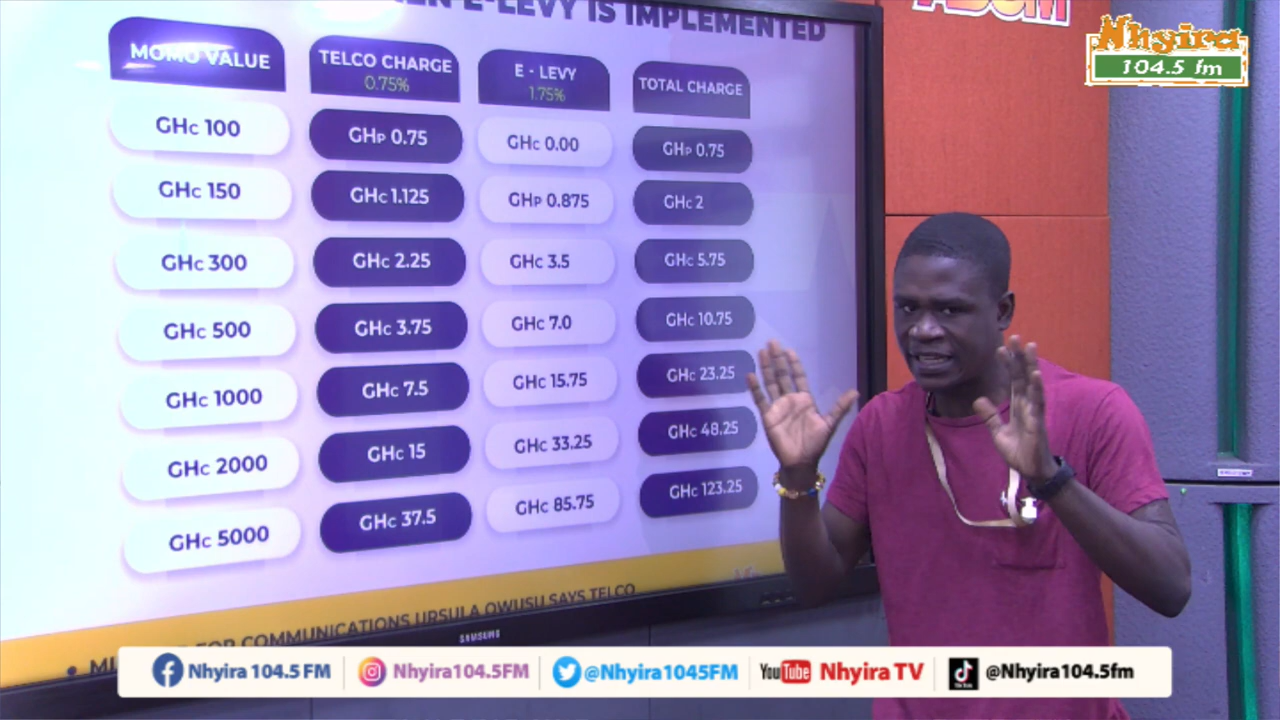 E-LEVY IS IMPLEMENTED
Nhyira
104.5 fm
MOMO VALUE
TELCO CHARGE
0.75%
E - LEVY
1.75%
TOTAL CHARGE
GHC 100
GHP 0.75
GHC 0.00
GHP 0.75
GHC 150
GHC 1.125
GHP 0.875
GHC 2
GHC 300
GHC 2.25
GHC 3.5
GHC 5.75
GHC 500
GHC 3.75
GHC 7.0
GHC 10.75
GHC 1000
GHC 7.5
GHC 15.75
GHC 23.25
GHC 2000
GHC 15
GHC 33.25
GHC 48.25
GHC 5000
GHC 37.5
GHC 85.75
GHC 123.25
FOR COMMUNICATIONS URSULA OWUSU SAYS TELCO
SAMSUNG
Nhyira 104.5 FM
Nhyira104.5FM
@Nhyira1045FM
YouTube Nhyira TV
@Nhyira104.5fm